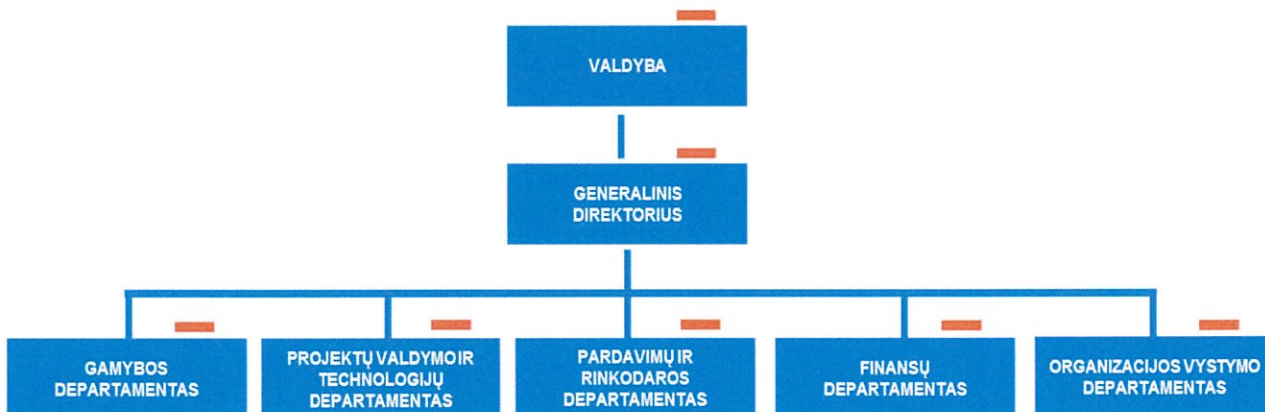 VALDYBA
GENERALINIS
DIREKTORIUS
GAMYBOS
DEPARTAMENTAS
PROJEKTŲ VALDYMO IR
TECHNOLOGIJŲ
DEPARTAMENTAS
PARDAVIMŲ IR
RINKODAROS
DEPARTAMENTAS
FINANSŲ
DEPARTAMENTAS
ORGANIZACIJOS VYSTYMO
DEPARTAMENTAS